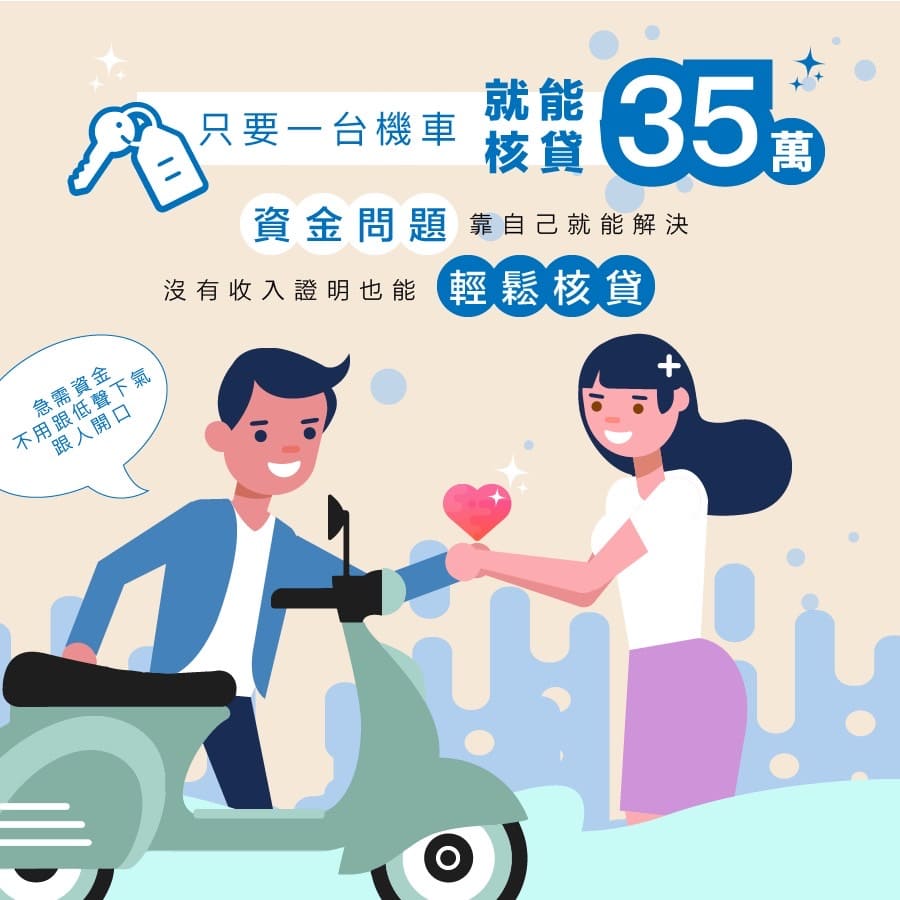 只要一台機車 就能核貸 35萬
資金問題 靠自己就能解決
沒有收入證明也能 輕鬆核貸
急需資金
不用跟低聲下氣
跟人開口